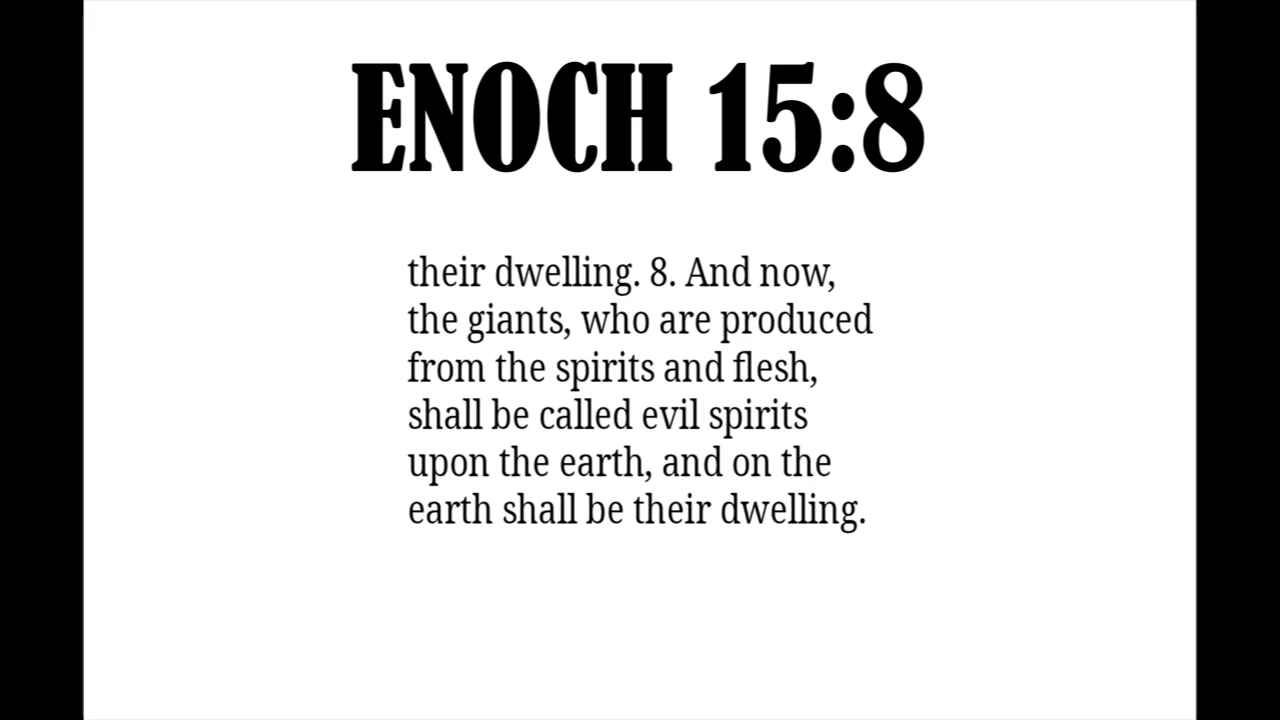 ENOCH 15:8
their dwelling. 8. And now,
the giants, who are produced
from the spirits and flesh,
shall be called evil spirits
upon the earth, and on the
earth shall be their dwelling.